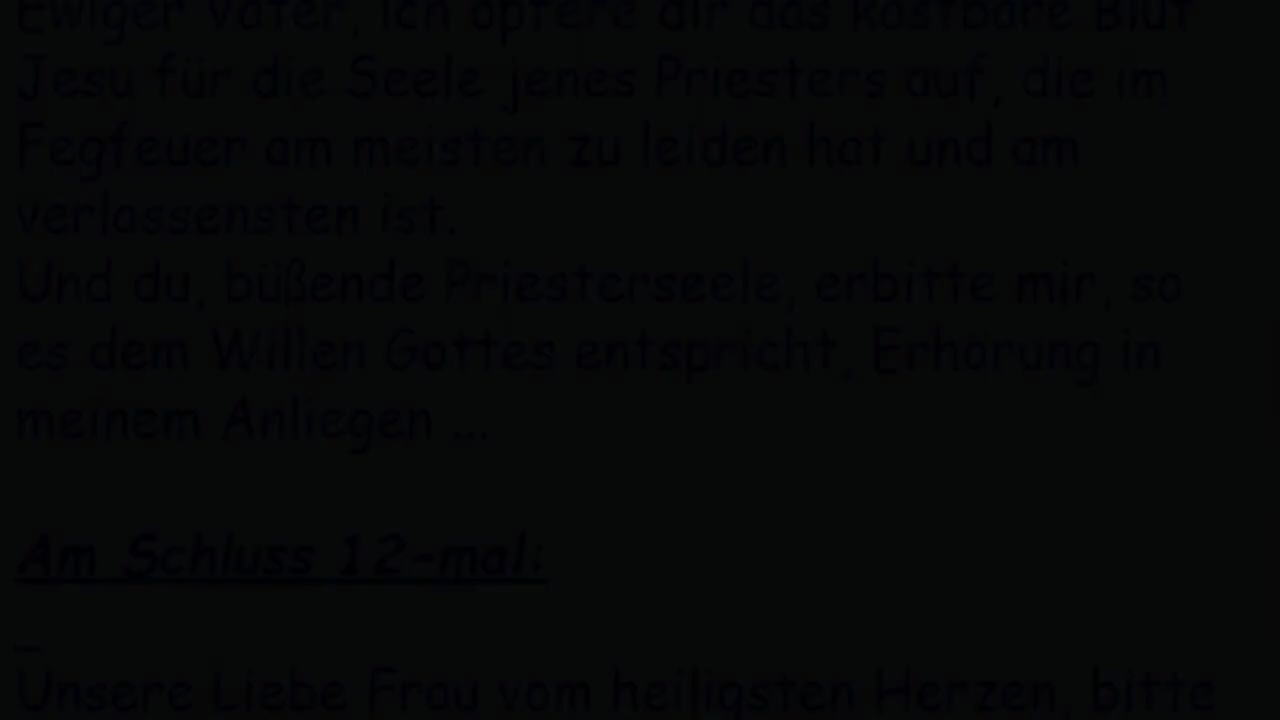 Ewiger Vater, ich opfere dir das kostbare Blut
Jesu für die Seele jenes Priesters auf, die im
Fegfeuer am meisten zu leiden hat und am
verlassensten ist.
Und du, büßende Priesterseele, erbitte mir, so
es dem Willen Gottes entspricht, Erhörung in
meinem Anliegen ...
Am Schluss 12-mal:
_
Unsere Liebe Frau vom heiligsten Herzen, bitte